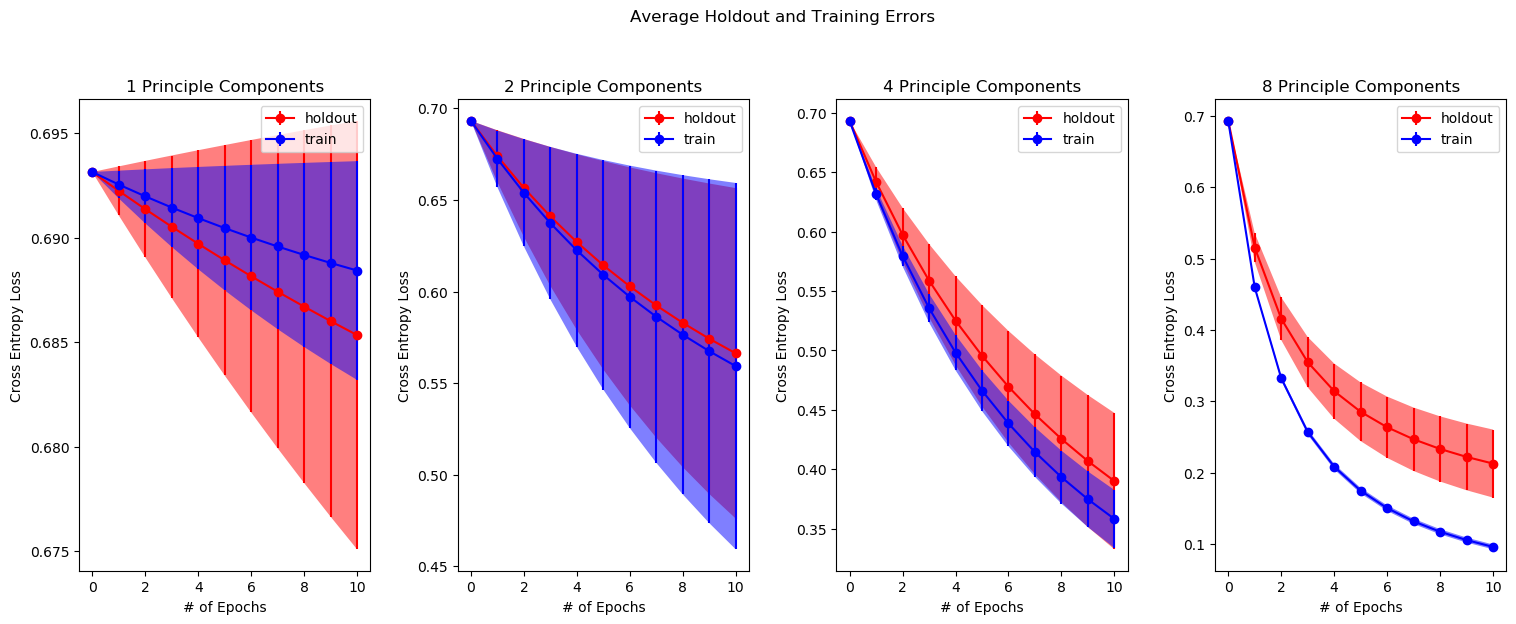 Average Holdout and Training Errors
1 Principle Components
holdout
train
0.695
0.690
0.685
0.680
0.675
Cross Entropy Loss
0 2 4 6 8 10
# of Epochs
2 Principle Components
holdout
train
0.70
0.65
0.60
0.55
0.50
0.45
Cross Entropy Loss
0 2 4 6 8 10
# of Epochs
4 Principle Components
holdout
train
0.70
0.65
0.60
0.55
0.50
0.45
0.40
0.35
Cross Entropy Loss
0 2 4 6 8 10
# of Epochs
8 Principle Components
holdout
train
0.7
0.6
0.5
0.4
0.3
0.2
0.1
Cross Entropy Loss
0 2 4 6 8 10
# of Epochs